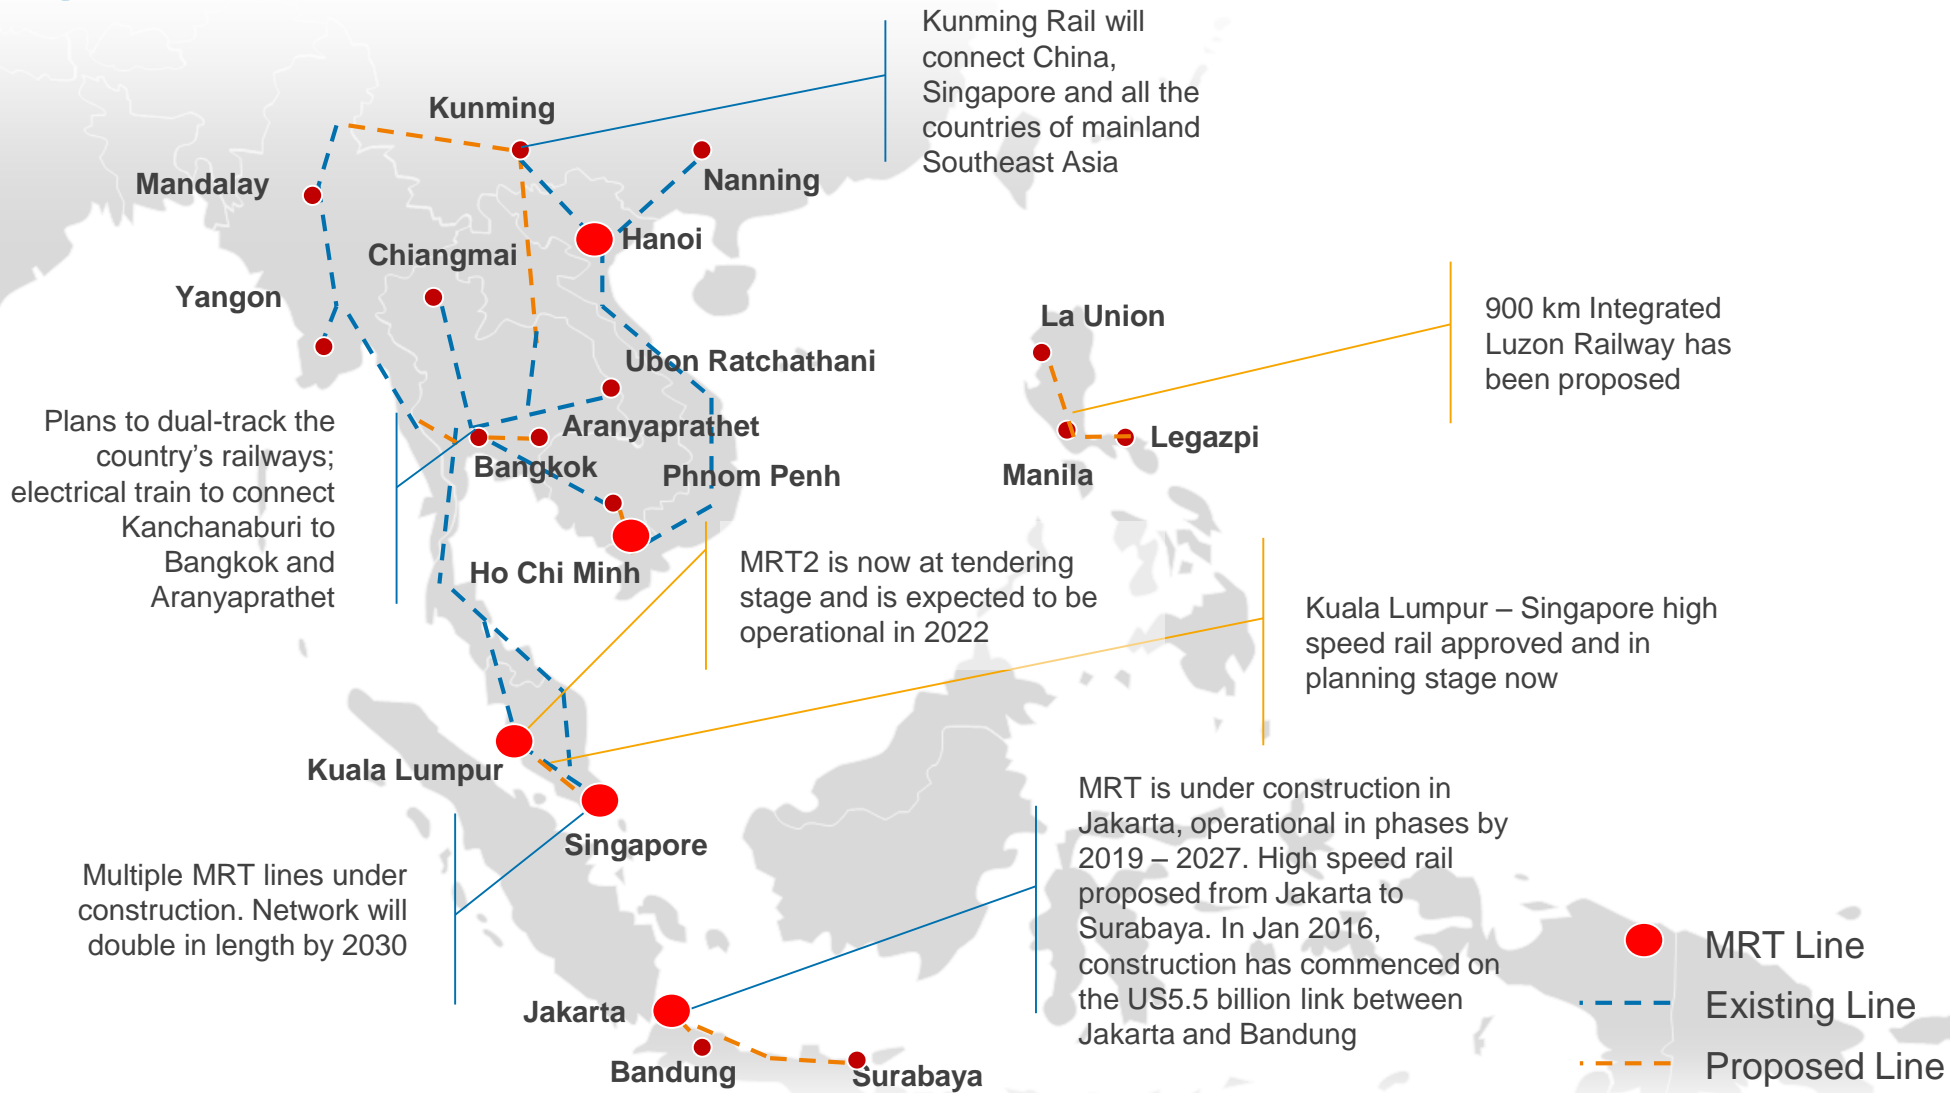 Kunming Rail will
connect China,
Singapore and all the
countries of mainland
Southeast Asia
Kunming
Mandalay
Nanning
Hanoi
Chiangmai
Yangon
La Union
900 km Integrated
Luzon Railway has
been proposed
Ubon Ratchathani
Plans to dual-track the
country’s railways;
electrical train to connect
Kanchanaburi to
Bangkok and
Aranyaprathet
Aranyaprathet
Bangkok
Phnom Penh
Legazpi
Manila
Ho Chi Minh
MRT2 is now at tendering
stage and is expected to be
operational in 2022
Kuala Lumpur – Singapore high
speed rail approved and in
planning stage now
Kuala Lumpur
Singapore
Multiple MRT lines under
construction. Network will
double in length by 2030
MRT is under construction in
Jakarta, operational in phases by
2019 – 2027. High speed rail
proposed from Jakarta to
Surabaya. In Jan 2016,
construction has commenced on
the US5.5 billion link between
Jakarta and Bandung
Jakarta
Bandung
Surabaya
MRT Line
Existing Line
Proposed Line